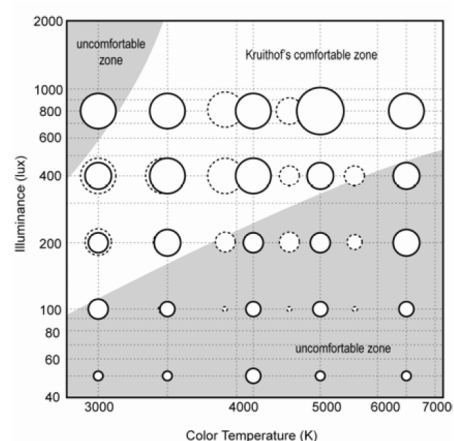 2000
1000
800
600
400
200
100
80
60
40
Illuminance (lux)
uncomfortable
zone
Kruithof's comfortable zone
uncomfortable zone
3000
4000
5000
6000
7000
Color Temperature (K)